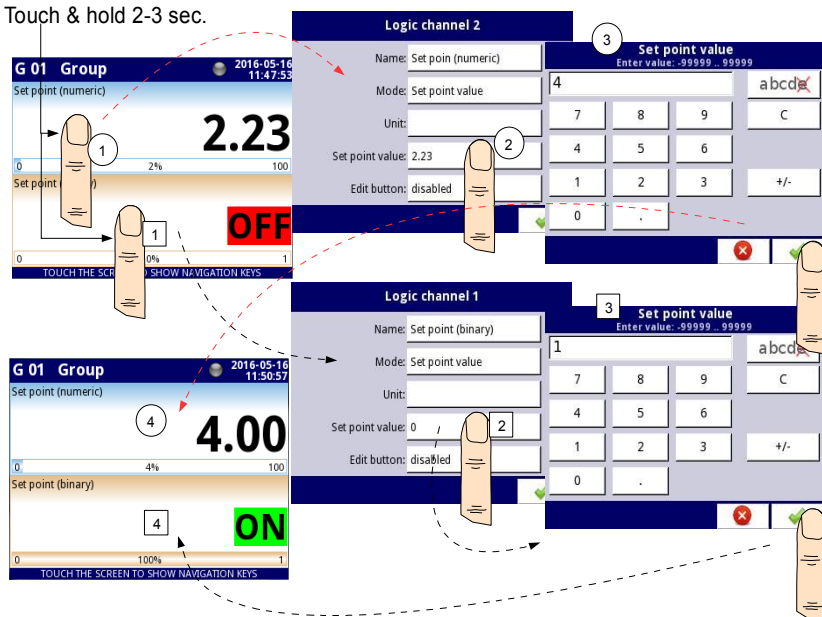 Touch & hold 2-3 sec.
G 01 Group
2016-05-16
11:47:53
Set point (numeric)
2.23
1
0 2% 100
Set point
y)
OFF
1
0 0% 1
TOUCH THE SCREEN TO SHOW NAVIGATION KEYS
Logic channel 2
Name: Set poin (numeric)
Mode: Set point value
Unit:
Set point value: 2.23
2
Edit button: disabled
3
Set point value
Enter value: -99999 .. 99999
4
abcde
7 8 9 C
4 5 6
1 2 3 +/-
0 .
Logic channel 1
Name: Set point (binary)
Mode: Set point value
Unit:
Set point value: 0
2
Edit button: disabled
3
Set point value
Enter value: -99999 .. 99999
1
abcde
7 8 9 C
4 5 6
1 2 3 +/-
0 .
G 01 Group
2016-05-16
11:50:57
Set point (numeric)
4
4.00
0 4% 100
Set point (binary)
4
ON
0 100% 1
TOUCH THE SCREEN TO SHOW NAVIGATION KEYS